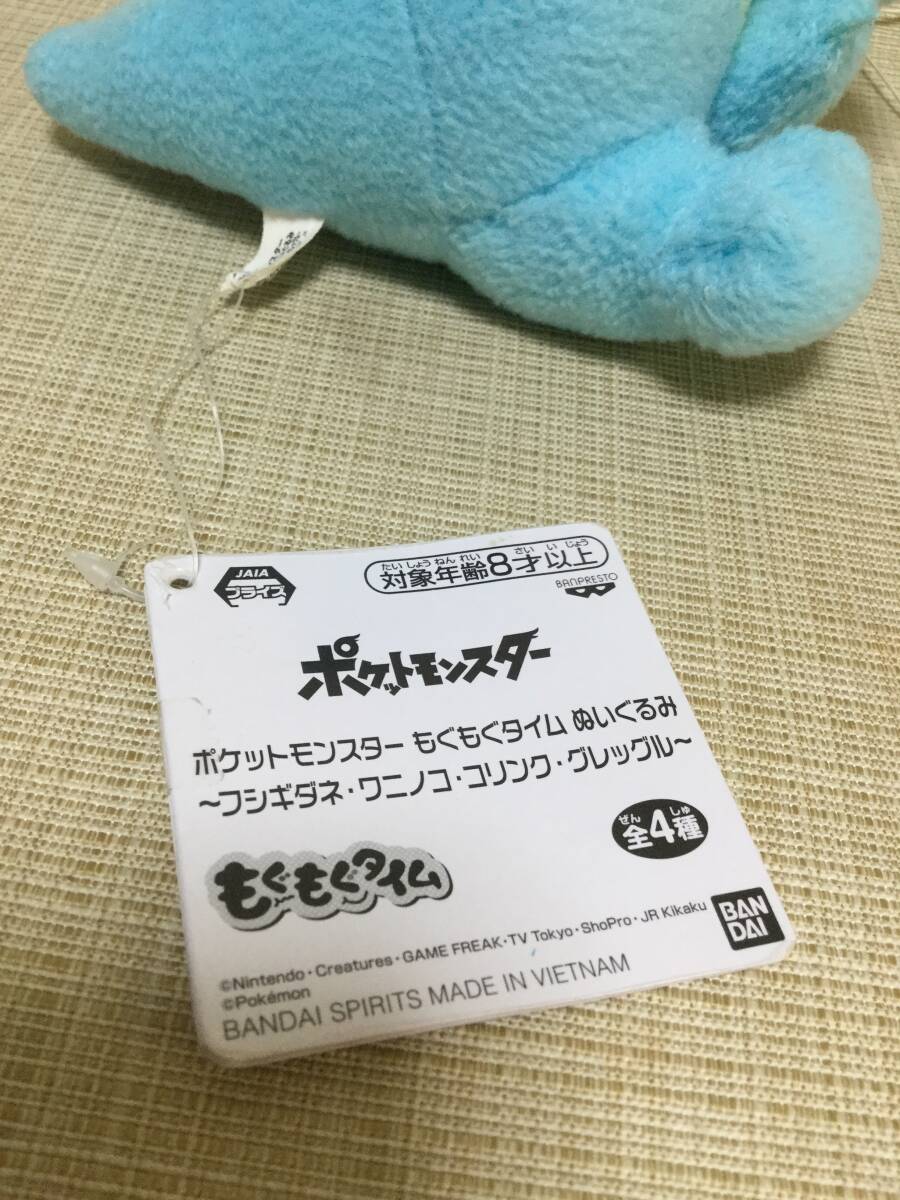 JAIA
プライズ
たいしょうねんれい さいいじょう
対象年齢8才以上
BANPRESTO
ポケットモンスター
ポケットモンスター もぐもぐタイム ぬいぐるみ
～フシギダネ・ワニノコ・コリンク・グレッグル～
ぜん しゅ
全4種
もぐもぐタイム
BAN
DAI
©Nintendo・Creatures・GAME FREAK・TV Tokyo・ShoPro・JR Kikaku
©Pokémon
BANDAI SPIRITS MADE IN VIETNAM